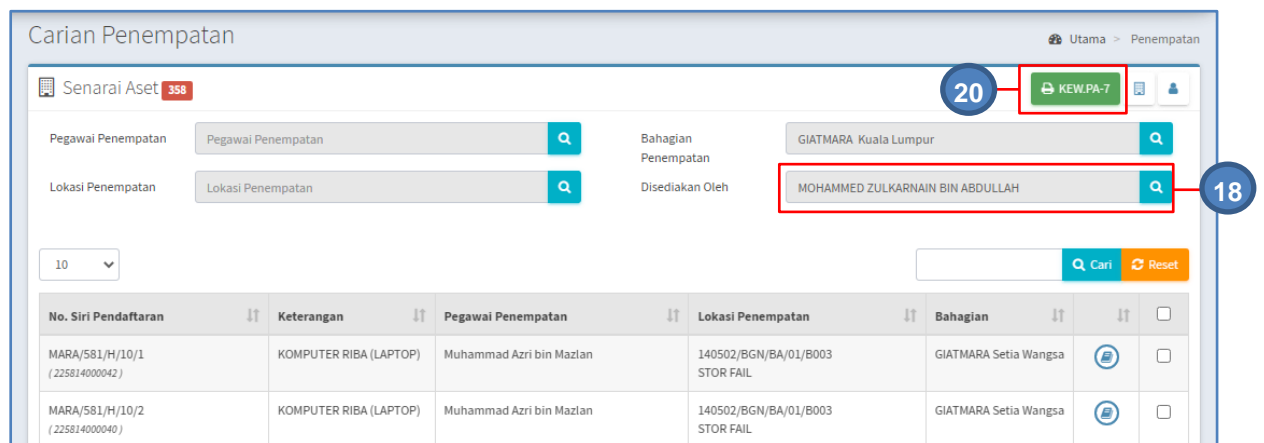 Carian Penempatan
Utama > Penempatan
Senarai Aset 358
20
KEW.PA-7
Pegawai Penempatan Pegawai Penempatan
Bahagian Penempatan GIATMARA Kuala Lumpur
Lokasi Penempatan Lokasi Penempatan
Disediakan Oleh MOHAMMED ZULKARNAIN BIN ABDULLAH
18
10
Cari Reset
No. Siri Pendaftaran Keterangan Pegawai Penempatan Lokasi Penempatan Bahagian
MARA/581/H/10/1 KOMPUTER RIBA (LAPTOP) Muhammad Azri bin Mazlan 140502/BGN/BA/01/B003 GIATMARA Setia Wangsa
( 225814000042 ) STOR FAIL
MARA/581/H/10/2 KOMPUTER RIBA (LAPTOP) Muhammad Azri bin Mazlan 140502/BGN/BA/01/B003 GIATMARA Setia Wangsa
( 225814000040 ) STOR FAIL